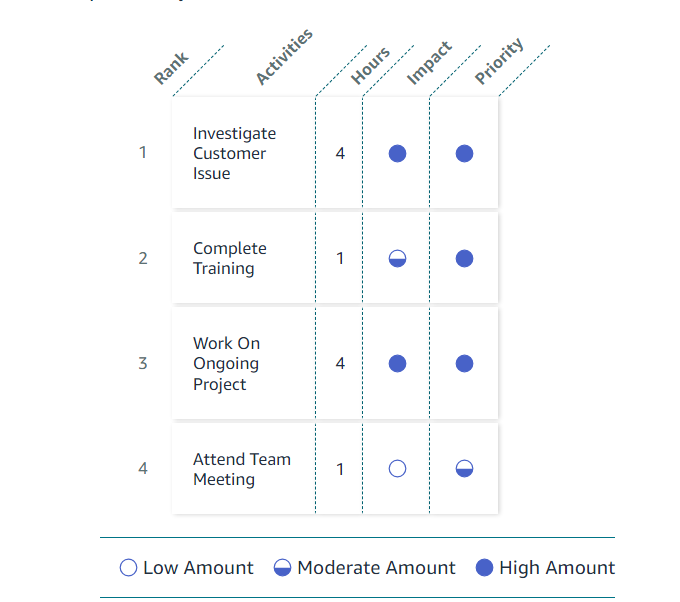 Rank Activities Hours Impact Priority
1
Investigate
Customer
Issue
4
2
Complete
Training
1
3
Work On
Ongoing
Project
4
4
Attend Team
Meeting
1
Low Amount Moderate Amount High Amount